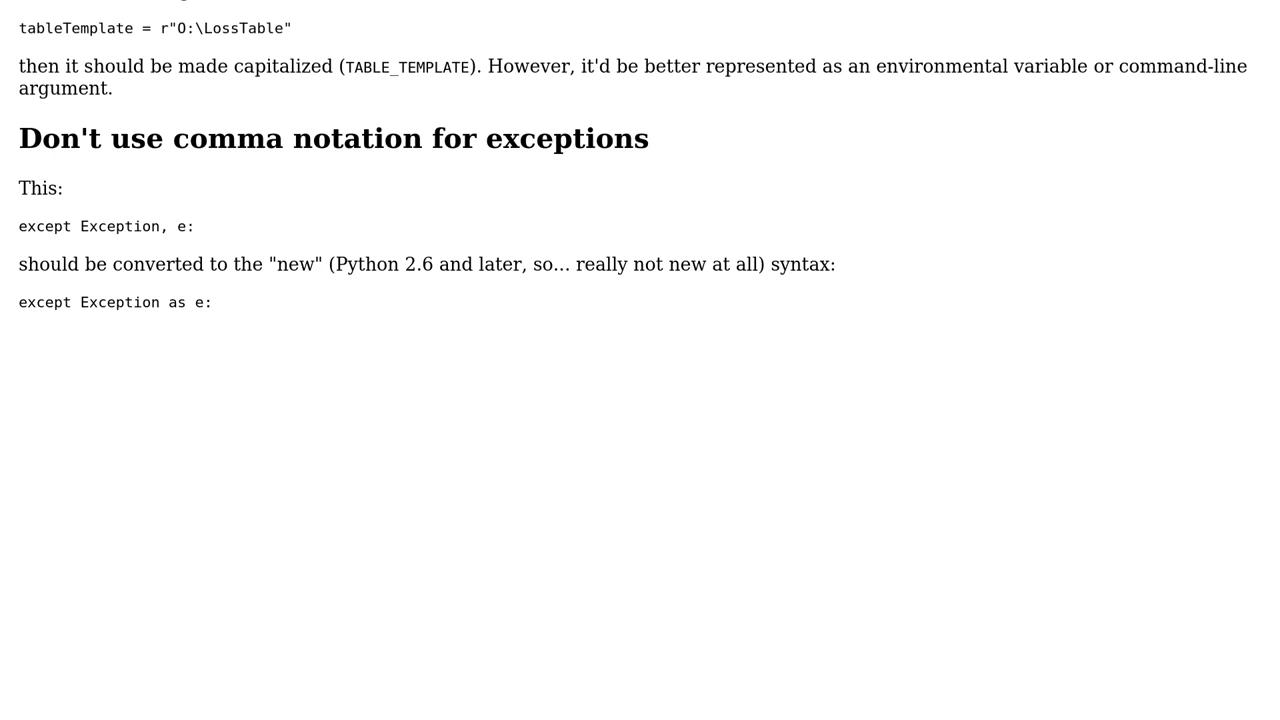 tableTemplate = r"O:\LossTable"
then it should be made capitalized (TABLE_TEMPLATE). However, it'd be better represented as an environmental variable or command-line
argument.
Don't use comma notation for exceptions
This:
except Exception, e:
should be converted to the "new" (Python 2.6 and later, so... really not new at all) syntax:
except Exception as e: